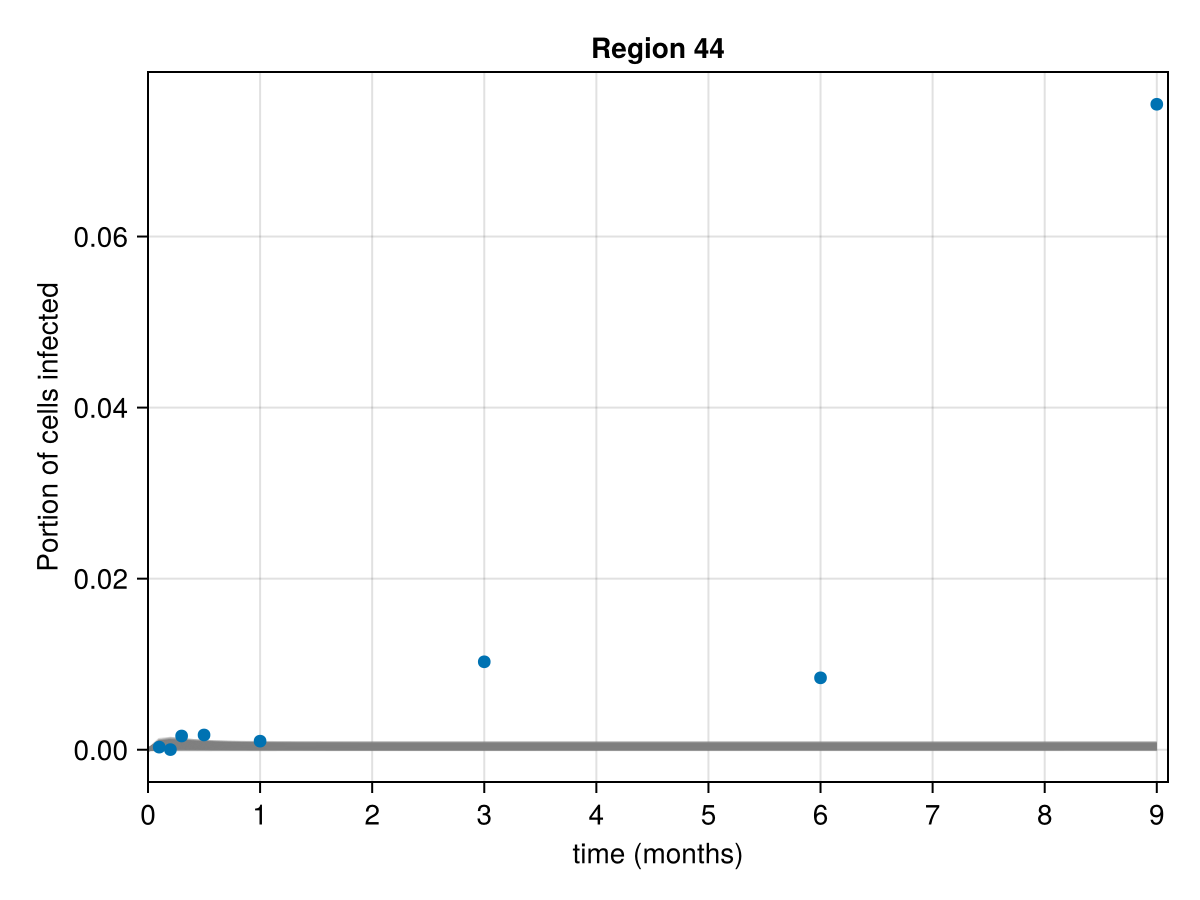 Region 44
Portion of cells infected
0.06
0.04
0.02
0.00
0 1 2 3 4 5 6 7 8 9
time (months)